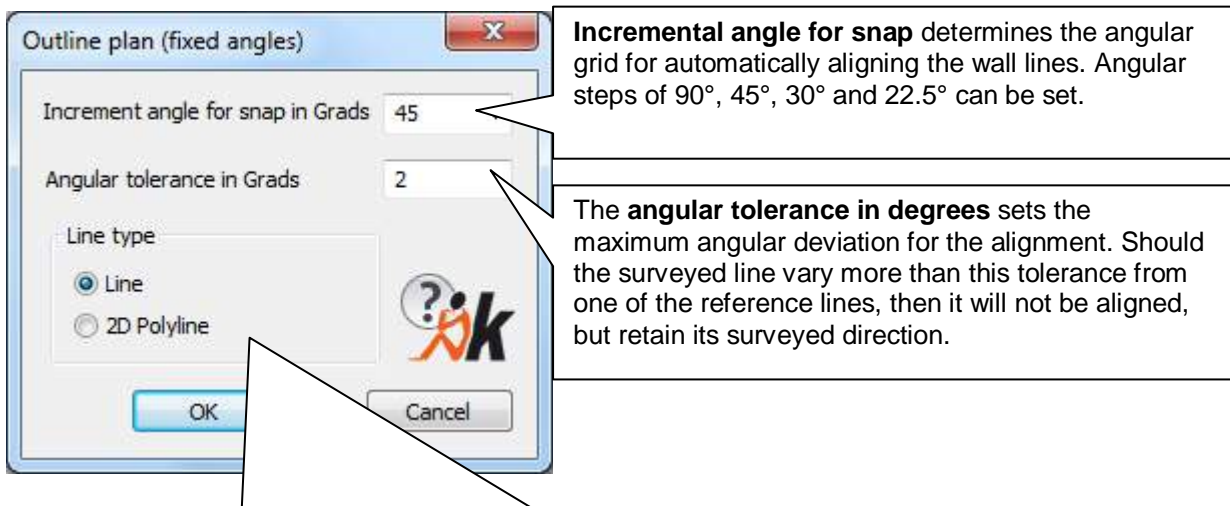 Outline plan (fixed angles)
Increment angle for snap in Grads 45
Angular tolerance in Grads 2
Line type
Line
2D Polyline
?k
OK
Cancel
Incremental angle for snap determines the angular
grid for automatically aligning the wall lines. Angular
steps of 90°, 45°, 30° and 22.5° can be set.
The angular tolerance in degrees sets the
maximum angular deviation for the alignment. Should
the surveyed line vary more than this tolerance from
one of the reference lines, then it will not be aligned,
but retain its surveyed direction.